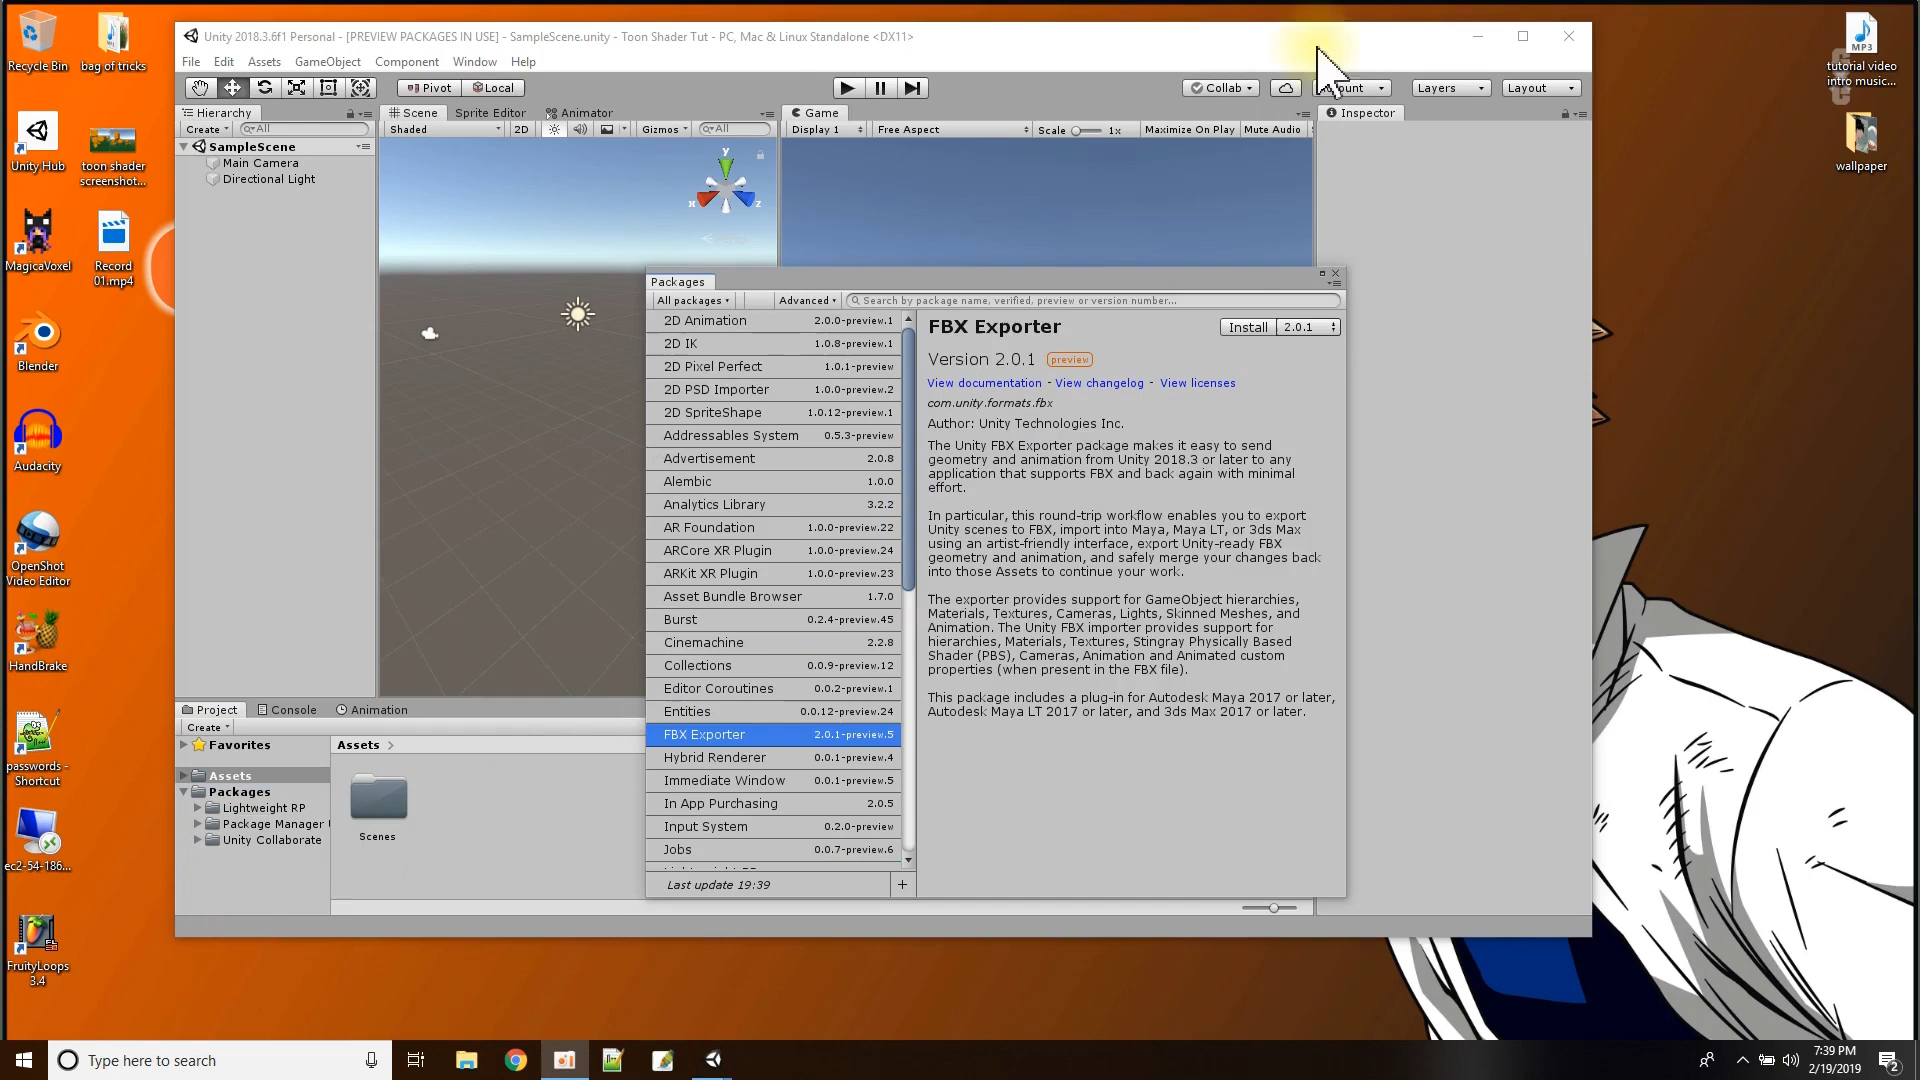 Unity 2018.3.6f1 Personal - [PREVIEW PACKAGES IN USE] - SampleScene.unity - Toon Shader Tut - PC, Mac & Linux Standalone <DX11>
File Edit Assets GameObject Component Window Help
Pivot Local Collab Layers Layout
Hierarchy
Create All
SampleScene
Main Camera
Directional Light
Scene Sprite Editor Animator
Shaded 2D Gizmos All
y
x z
Game
Display 1 Free Aspect Scale 1x Maximize On Play Mute Audio
Inspector
Packages
All packages Advanced Search by package name, verified, preview or version number...
2D Animation 2.0.0-preview.1
2D IK 1.0.8-preview.1
2D Pixel Perfect 1.0.1-preview
2D PSD Importer 1.0.0-preview.2
2D SpriteShape 1.0.12-preview.1
Addressables System 0.5.3-preview
Advertisement 2.0.8
Alembic 1.0.0
Analytics Library 3.2.2
AR Foundation 1.0.0-preview.22
ARCore XR Plugin 1.0.0-preview.24
ARKit XR Plugin 1.0.0-preview.23
Asset Bundle Browser 1.7.0
Burst 0.2.4-preview.45
Cinemachine 2.2.8
Collections 0.0.9-preview.12
Editor Coroutines 0.0.2-preview.1
Entities 0.0.12-preview.24
FBX Exporter 2.0.1-preview.5
Hybrid Renderer 0.0.1-preview.4
Immediate Window 0.0.1-preview.5
In App Purchasing 2.0.5
Input System 0.2.0-preview
Jobs 0.0.7-preview.6
Last update 19:39 +
FBX Exporter Install 2.0.1
Version 2.0.1 preview
View documentation - View changelog - View licenses
com.unity.formats.fbx
Author: Unity Technologies Inc.
The Unity FBX Exporter package makes it easy to send
geometry and animation from Unity 2018.3 or later to any
application that supports FBX and back again with minimal
effort.
In particular, this round-trip workflow enables you to export
Unity scenes to FBX, import into Maya, Maya LT, or 3ds Max
using an artist-friendly interface, export Unity-ready FBX
geometry and animation, and safely merge your changes back
into those Assets to continue your work.
The exporter provides support for GameObject hierarchies,
Materials, Textures, Cameras, Lights, Skinned Meshes, and
Animation. The Unity FBX importer provides support for
hierarchies, Materials, Textures, Stingray Physically Based
Shader (PBS), Cameras, Animation and Animated custom
properties (when present in the FBX file).
This package includes a plug-in for Autodesk Maya 2017 or later,
Autodesk Maya LT 2017 or later, and 3ds Max 2017 or later.
Project Console Animation
Create
Favorites
Assets
Packages
Lightweight RP
Package Manager
Unity Collaborate
Assets
Scenes
Recycle Bin
bag of tricks
Unity Hub
toon shader
screenshot...
MagicaVoxel
Record
01.mp4
Blender
Audacity
OpenShot
Video Editor
HandBrake
passwords -
Shortcut
ec2-54-186...
FruityLoops
3.4
MP3
tutorial video
intro music...
wallpaper
Type here to search
7:39 PM
2/19/2019
2